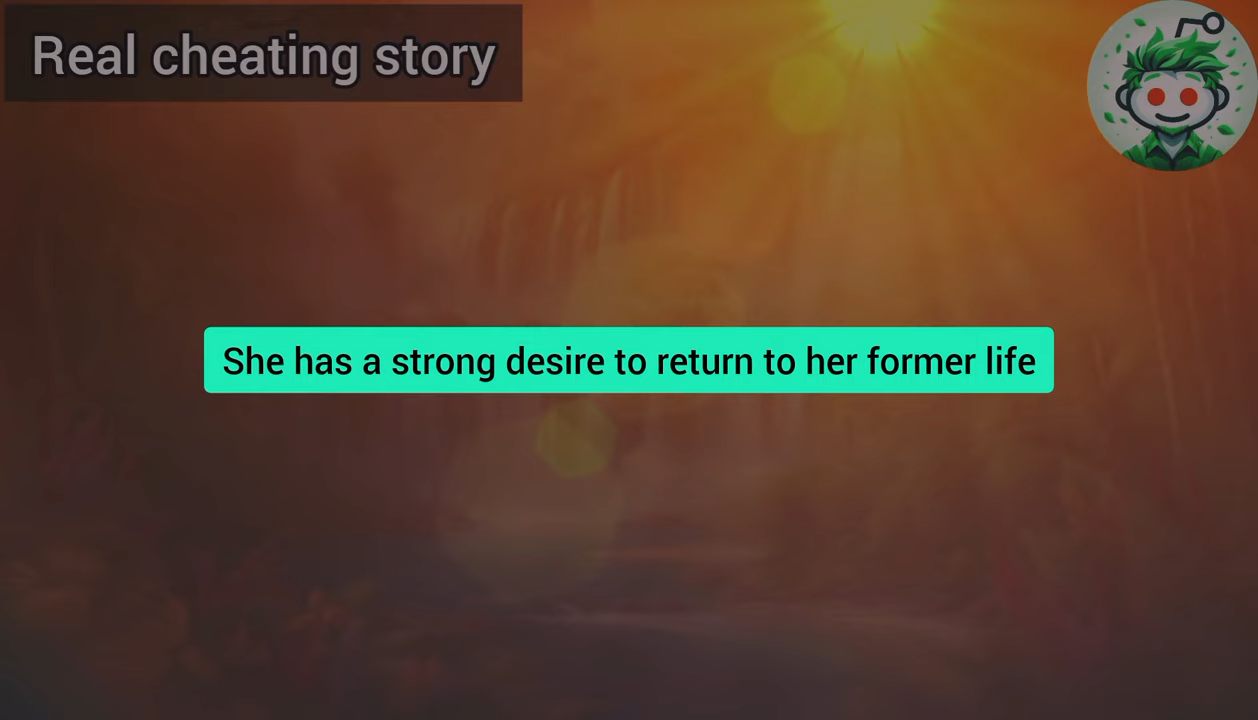 Real cheating story
She has a strong desire to return to her former life